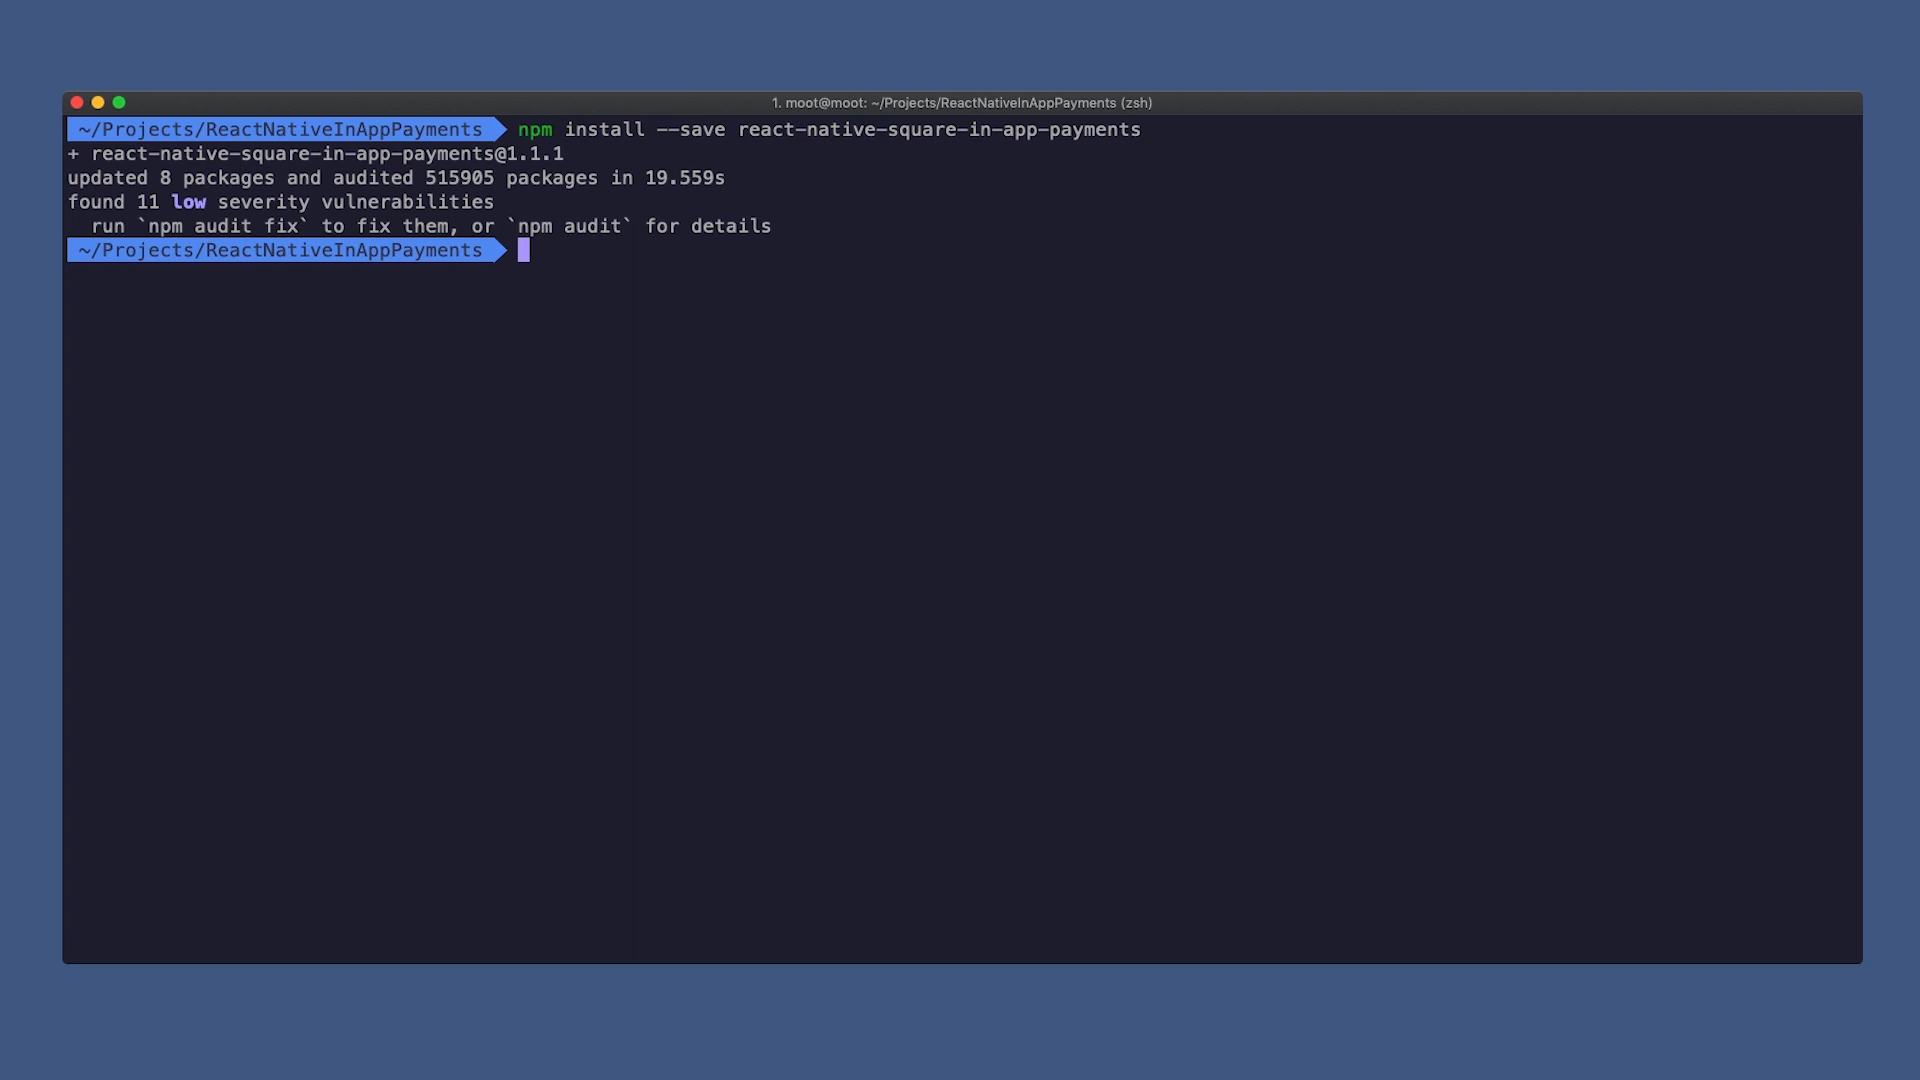 1. moot@moot: ~/Projects/ReactNativeInAppPayments (zsh)
~/Projects/ReactNativeInAppPayments npm install --save react-native-square-in-app-payments
+ react-native-square-in-app-payments@1.1.1
updated 8 packages and audited 515905 packages in 19.559s
found 11 low severity vulnerabilities
  run `npm audit fix` to fix them, or `npm audit` for details
~/Projects/ReactNativeInAppPayments